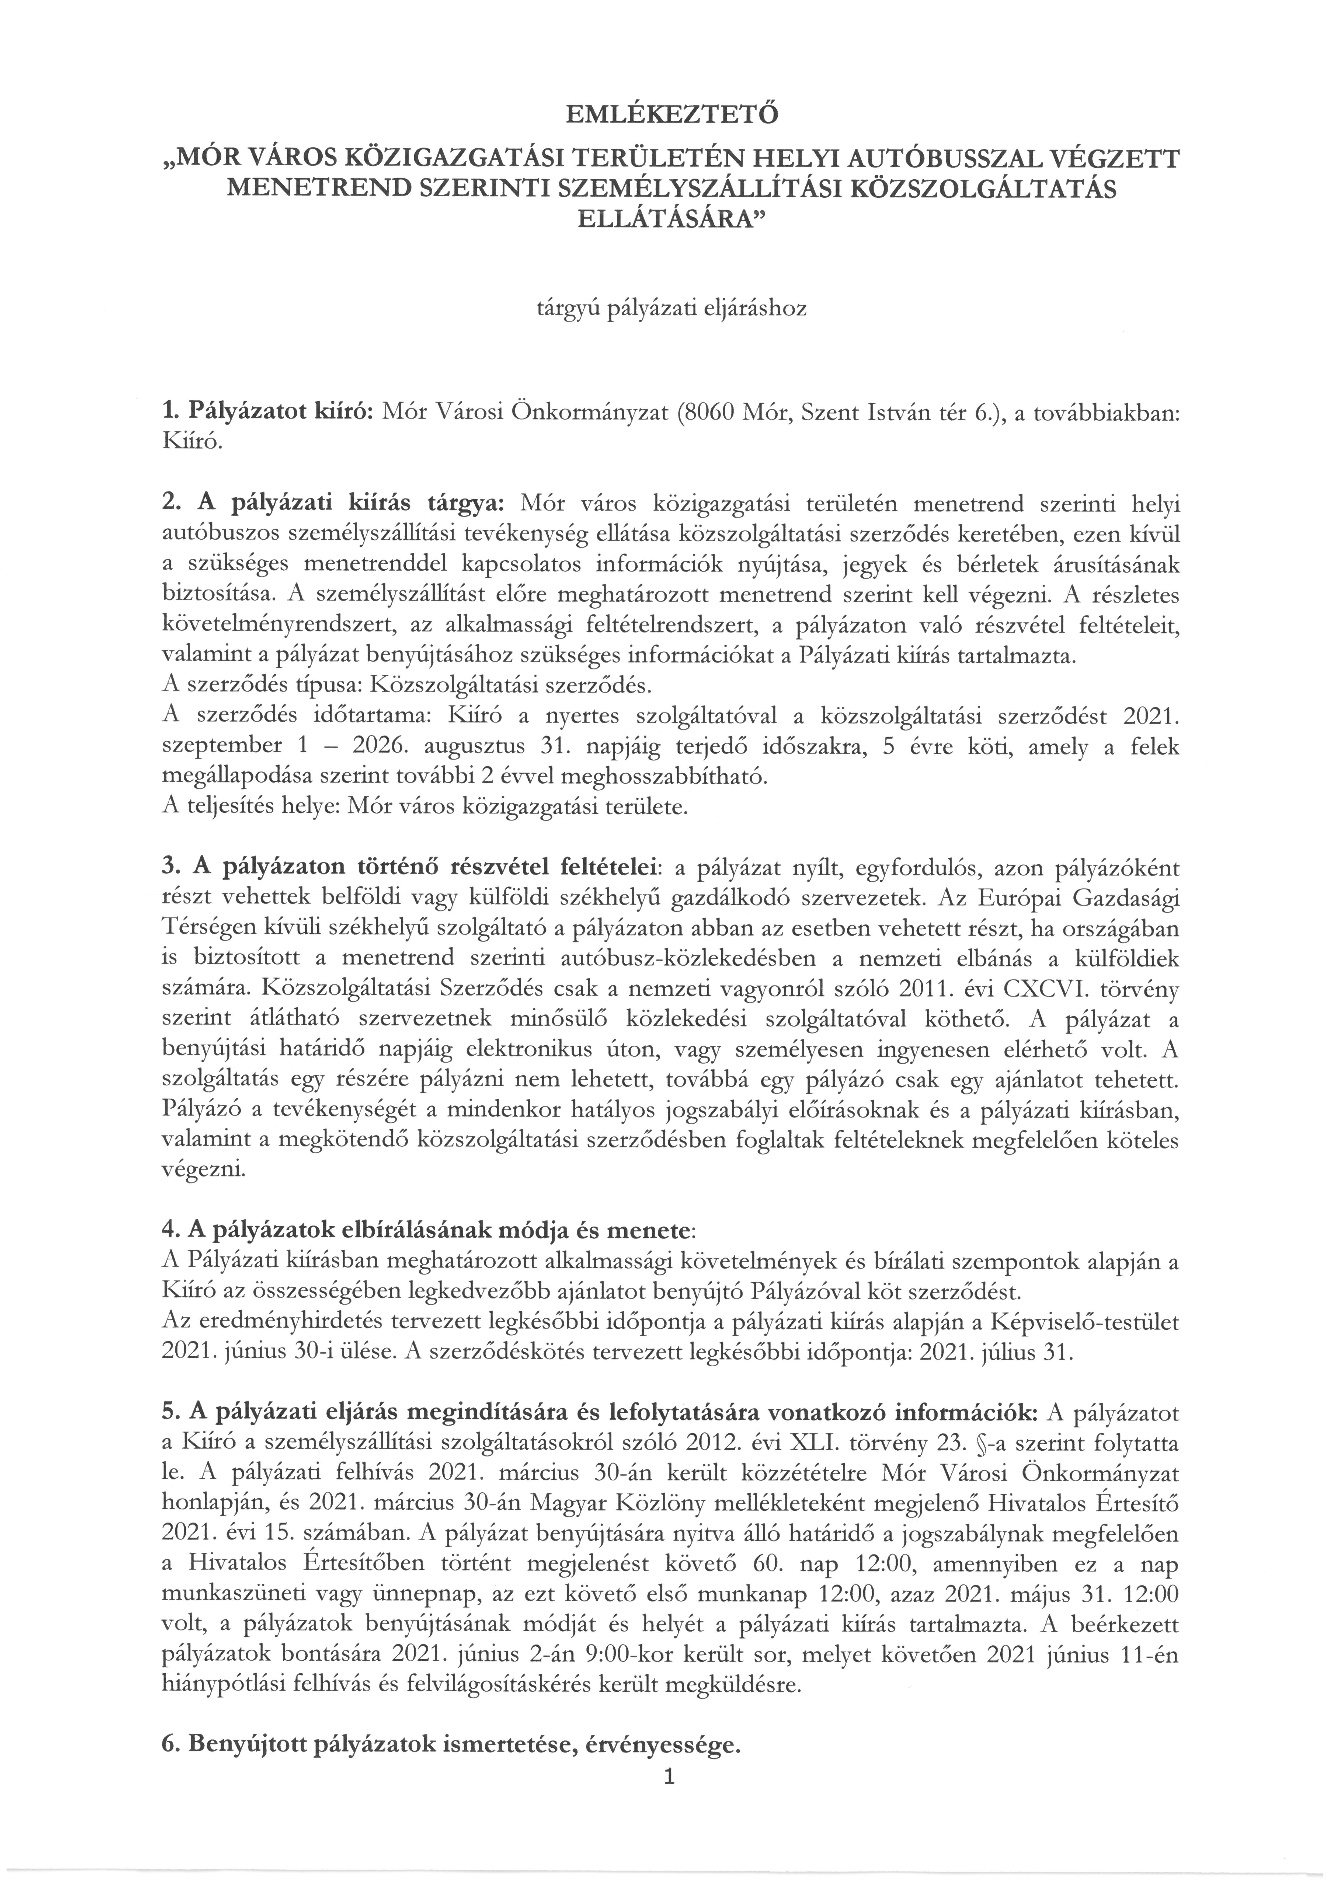 EMLÉKEZTETŐ
„MÓR VÁROS KÖZIGAZGATÁSI TERÜLETÉN HELYI AUTÓBUSSZAL VÉGZETT
MENETREND SZERINTI SZEMÉLYSZÁLLÍTÁSI KÖZSZOLGÁLTATÁS
ELLÁTÁSÁRA”
tárgyú pályázati eljáráshoz
1. Pályázatot kiíró: Mór Városi Önkormányzat (8060 Mór, Szent István tér 6.), a továbbiakban:
Kiíró.
2. A pályázati kiírás tárgya: Mór város közigazgatási területén menetrend szerinti helyi
autóbuszos személyszállítási tevékenység ellátása közszolgáltatási szerződés keretében, ezen kívül
a szükséges menetrenddel kapcsolatos információk nyújtása, jegyek és bérletek árusításának
biztosítása. A személyszállítást előre meghatározott menetrend szerint kell végezni. A részletes
követelményrendszert, az alkalmassági feltételrendszert, a pályázaton való részvétel feltételeit,
valamint a pályázat benyújtásához szükséges információkat a Pályázati kiírás tartalmazta.
A szerződés típusa: Közszolgáltatási szerződés.
A szerződés időtartama: Kiíró a nyertes szolgáltatóval a közszolgáltatási szerződést 2021.
szeptember 1 – 2026. augusztus 31. napjáig terjedő időszakra, 5 évre köti, amely a felek
megállapodása szerint további 2 évvel meghosszabbítható.
A teljesítés helye: Mór város közigazgatási területe.
3. A pályázaton történő részvétel feltételei: a pályázat nyílt, egyfordulós, azon pályázóként
részt vehettek belföldi vagy külföldi székhelyű gazdálkodó szervezetek. Az Európai Gazdasági
Térségen kívüli székhelyű szolgáltató a pályázaton abban az esetben vehetett részt, ha országában
is biztosított a menetrend szerinti autóbusz-közlekedésben a nemzeti elbánás a külföldiek
számára. Közszolgáltatási Szerződés csak a nemzeti vagyonról szóló 2011. évi CXCVI. törvény
szerint átlátható szervezetnek minősülő közlekedési szolgáltatóval köthető. A pályázat a
benyújtási határidő napjáig elektronikus úton, vagy személyesen ingyenesen elérhető volt. A
szolgáltatás egy részére pályázni nem lehetett, továbbá egy pályázó csak egy ajánlatot tehetett.
Pályázó a tevékenységét a mindenkor hatályos jogszabályi előírásoknak és a pályázati kiírásban,
valamint a megkötendő közszolgáltatási szerződésben foglaltak feltételeknek megfelelően köteles
végezni.
4. A pályázatok elbírálásának módja és menete:
A Pályázati kiírásban meghatározott alkalmassági követelmények és bírálati szempontok alapján a
Kiíró az összességében legkedvezőbb ajánlatot benyújtó Pályázóval köt szerződést.
Az eredményhirdetés tervezett legkésőbbi időpontja a pályázati kiírás alapján a Képviselő-testület
2021. június 30-i ülése. A szerződéskötés tervezett legkésőbbi időpontja: 2021. július 31.
5. A pályázati eljárás megindítására és lefolytatására vonatkozó információk: A pályázatot
a Kiíró a személyszállítási szolgáltatásokról szóló 2012. évi XLI. törvény 23. §-a szerint folytatta
le. A pályázati felhívás 2021. március 30-án került közzétételre Mór Városi Önkormányzat
honlapján, és 2021. március 30-án Magyar Közlöny mellékleteként megjelenő Hivatalos Értesítő
2021. évi 15. számában. A pályázat benyújtására nyitva álló határidő a jogszabálynak megfelelően
a Hivatalos Értesítőben történt megjelenést követő 60. nap 12:00, amennyiben ez a nap
munkaszüneti vagy ünnepnap, az ezt követő első munkanap 12:00, azaz 2021. május 31. 12:00
volt, a pályázatok benyújtásának módját és helyét a pályázati kiírás tartalmazta. A beérkezett
pályázatok bontására 2021. június 2-án 9:00-kor került sor, melyet követően 2021 június 11-én
hiánypótlási felhívás és felvilágosításkérés került megküldésre.
6. Benyújtott pályázatok ismertetése, érvényessége.
1